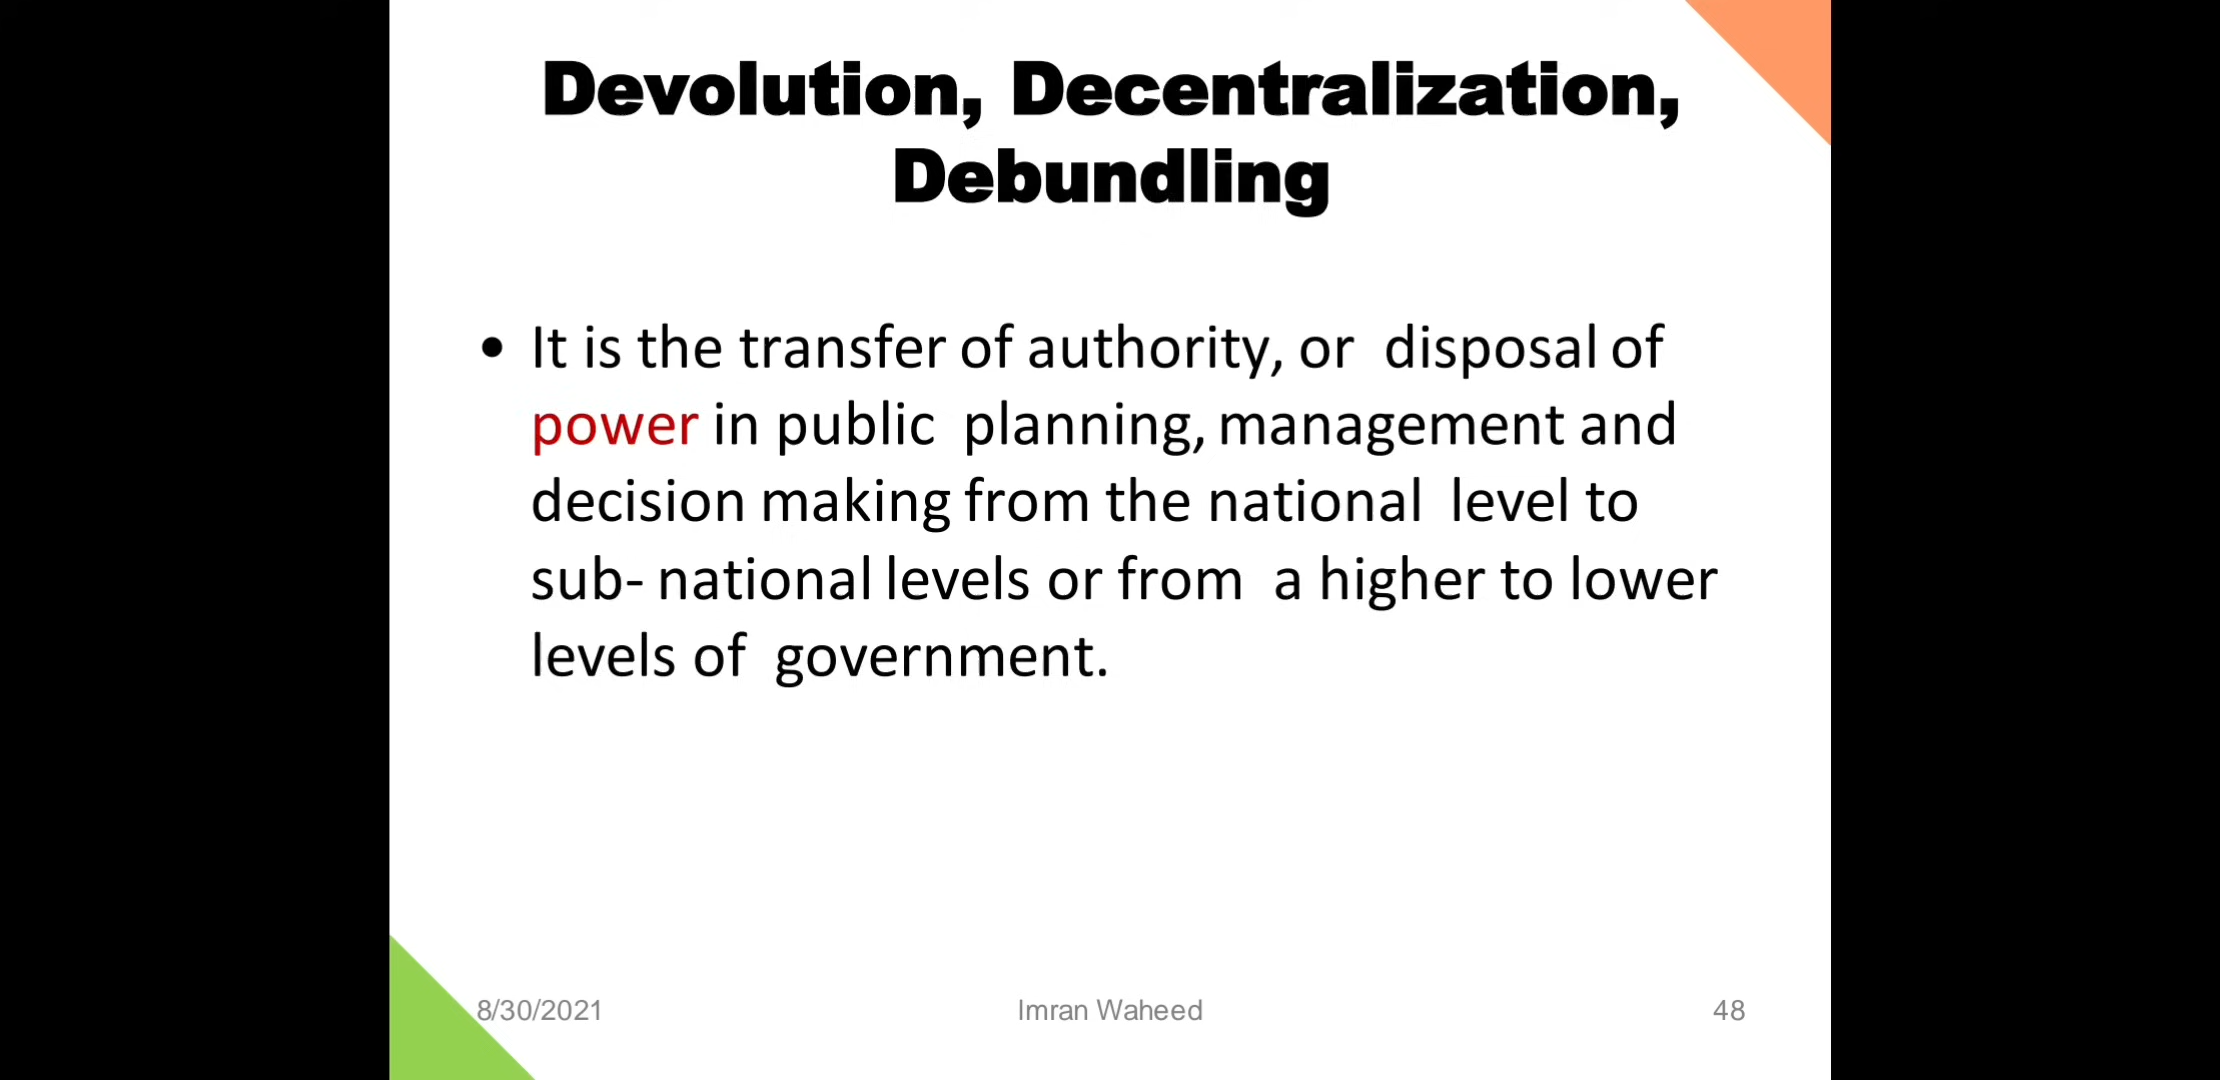 Devolution, Decentralization,
Debundling
• It is the transfer of authority, or disposal of
power in public planning, management and
decision making from the national level to
sub- national levels or from a higher to lower
levels of government.
8/30/2021
Imran Waheed
48